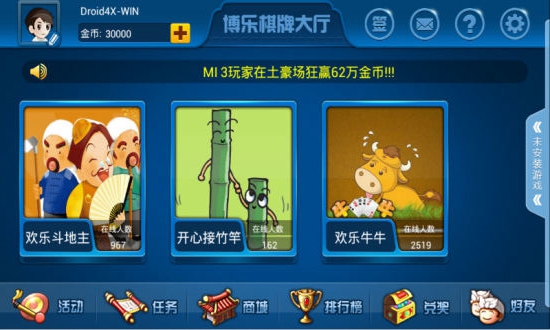 Droid4X-WIN
金币: 30000
博乐棋牌大厅
签
MI 3玩家在土豪场狂赢62万金币!!!
欢乐斗地主
在线人数
967
开心接竹竿
在线人数
162
欢乐牛牛
在线人数
2519
未安装游戏
活动
任务
商城
排行榜
兑奖
好友